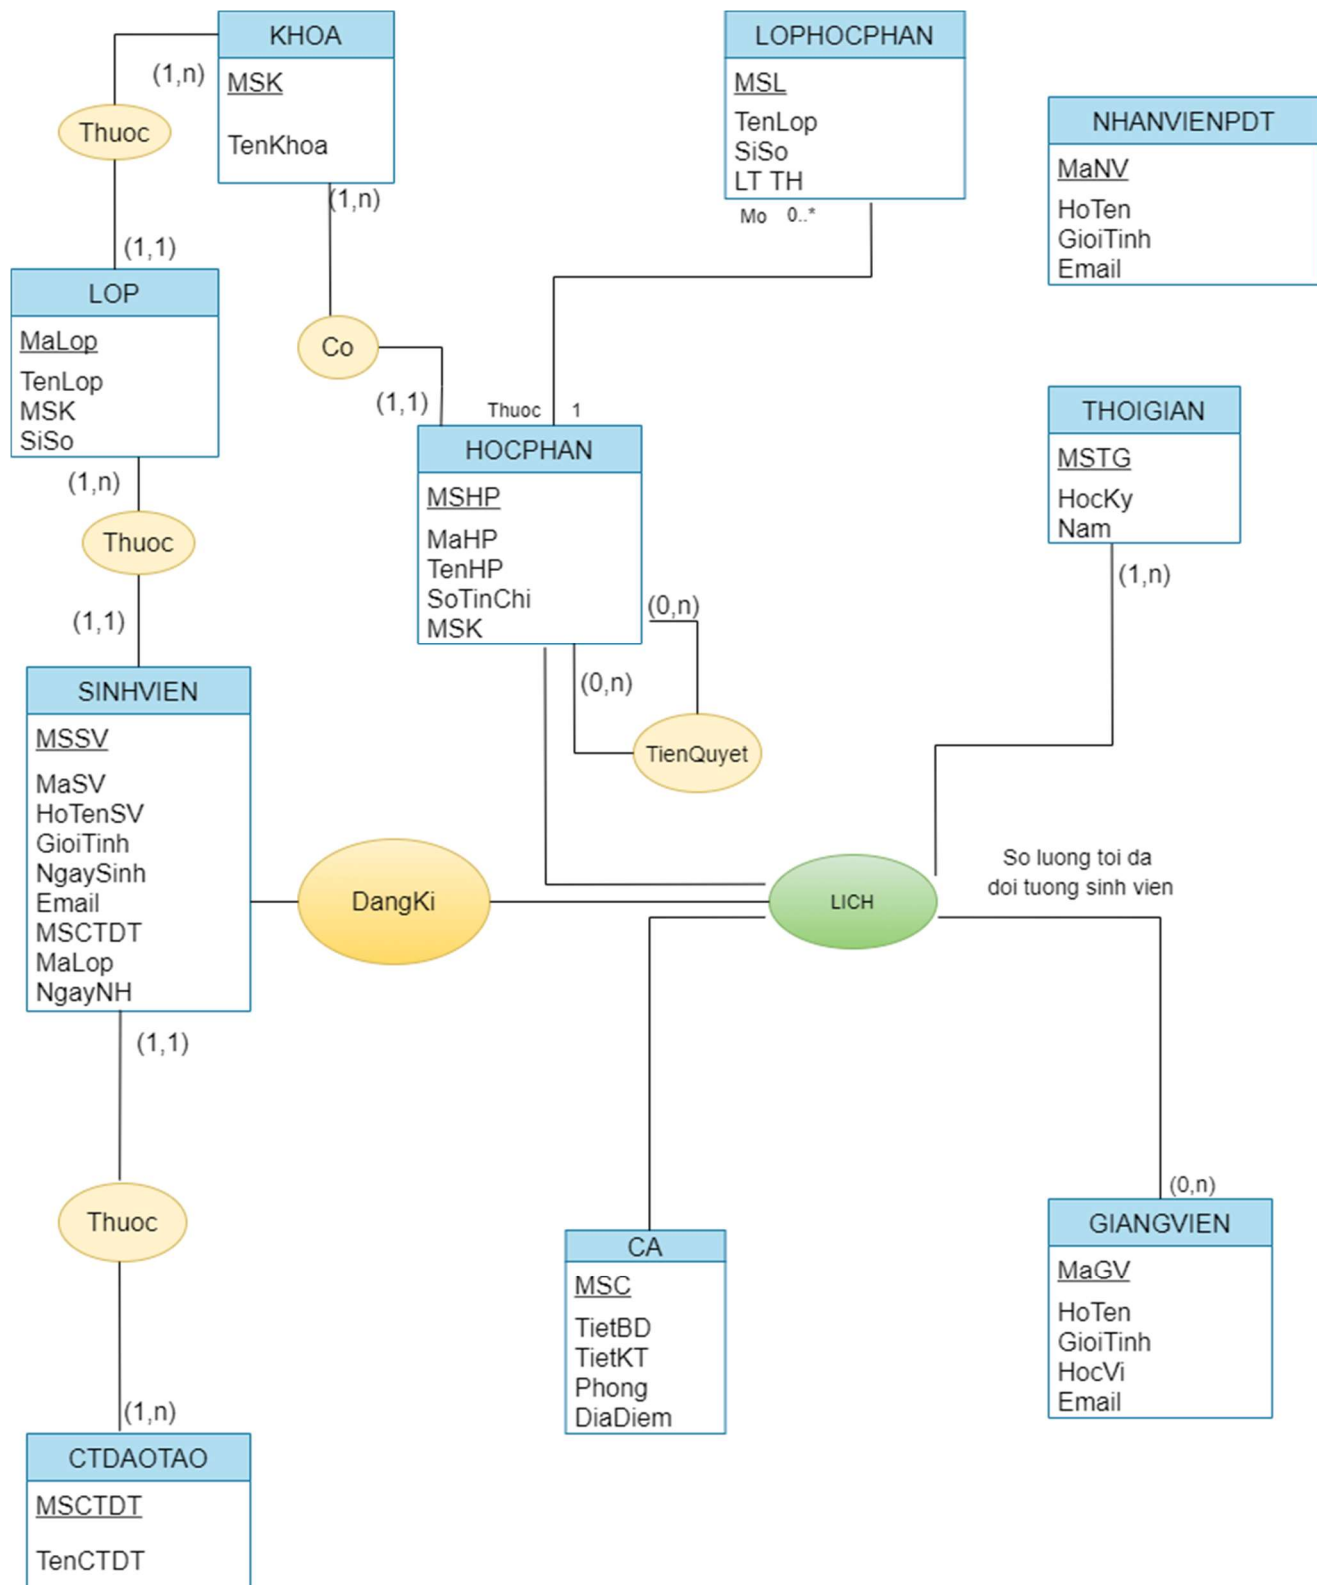 KHOA
MSK
TenKhoa
(1,n)
Thuoc
(1,1)
(1,n)
Co
(1,1)
LOPHOCPHAN
MSL
TenLop
SiSo
LT TH
Mo 0..*
NHANVIENPDT
MaNV
HoTen
GioiTinh
Email
LOP
MaLop
TenLop
MSK
SiSo
(1,n)
Thuoc
(1,1)
Thuoc 1
HOCPHAN
MSHP
MaHP
TenHP
SoTinChi
MSK
(0,n)
(0,n)
TienQuyet
THOIGIAN
MSTG
HocKy
Nam
(1,n)
SINHVIEN
MSSV
MaSV
HoTenSV
GioiTinh
NgaySinh
Email
MSCTDT
MaLop
NgayNH
(1,1)
DangKi
LICH
So luong toi da
doi tuong sinh vien
Thuoc
(1,n)
CTDAOTAO
MSCTDT
TenCTDT
CA
MSC
TietBD
TietKT
Phong
DiaDiem
(0,n)
GIANGVIEN
MaGV
HoTen
GioiTinh
HocVi
Email